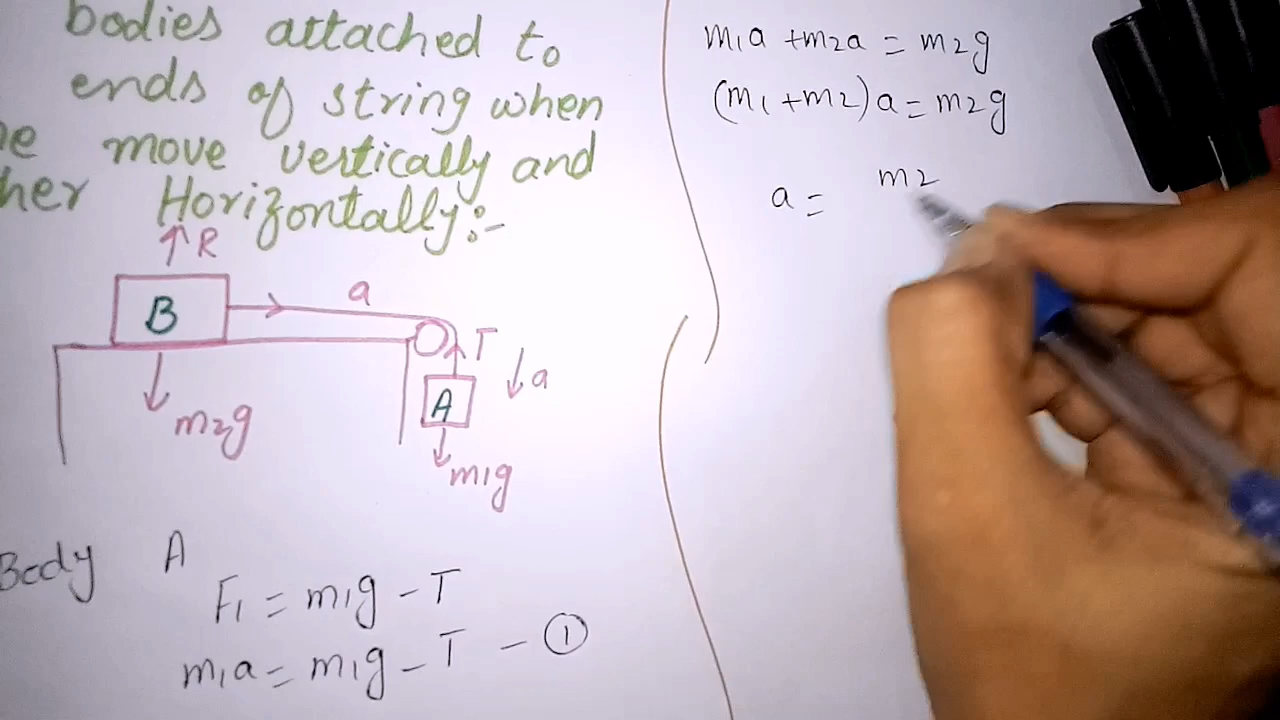 bodies attached to
ends of string when
move vertically and
Horizontally:-
↑R
B
a
T
↓a
A
m2g
m1g
Body A
F1 = m1g - T
m1a = m1g - T - ①
m1a + m2a = m2g
(m1 + m2)a = m2g
a = m2